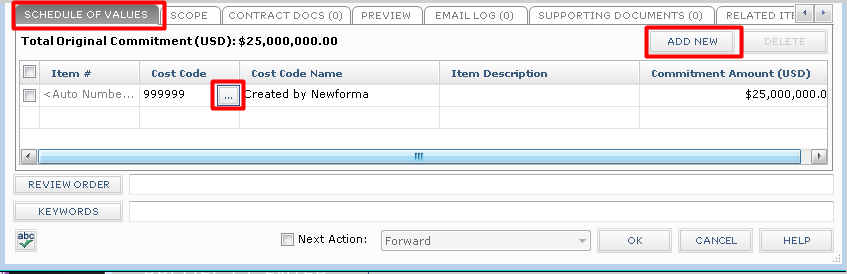 SCHEDULE OF VALUES SCOPE CONTRACT DOCS (0) PREVIEW EMAIL LOG (0) SUPPORTING DOCUMENTS (0) RELATED ITE
Total Original Commitment (USD): $25,000,000.00 ADD NEW DELETE
Item # Cost Code Cost Code Name Item Description Commitment Amount (USD)
<Auto Numbe... 999999 ... Created by Newforma $25,000,000.0
REVIEW ORDER
KEYWORDS
abc Next Action: Forward OK CANCEL HELP